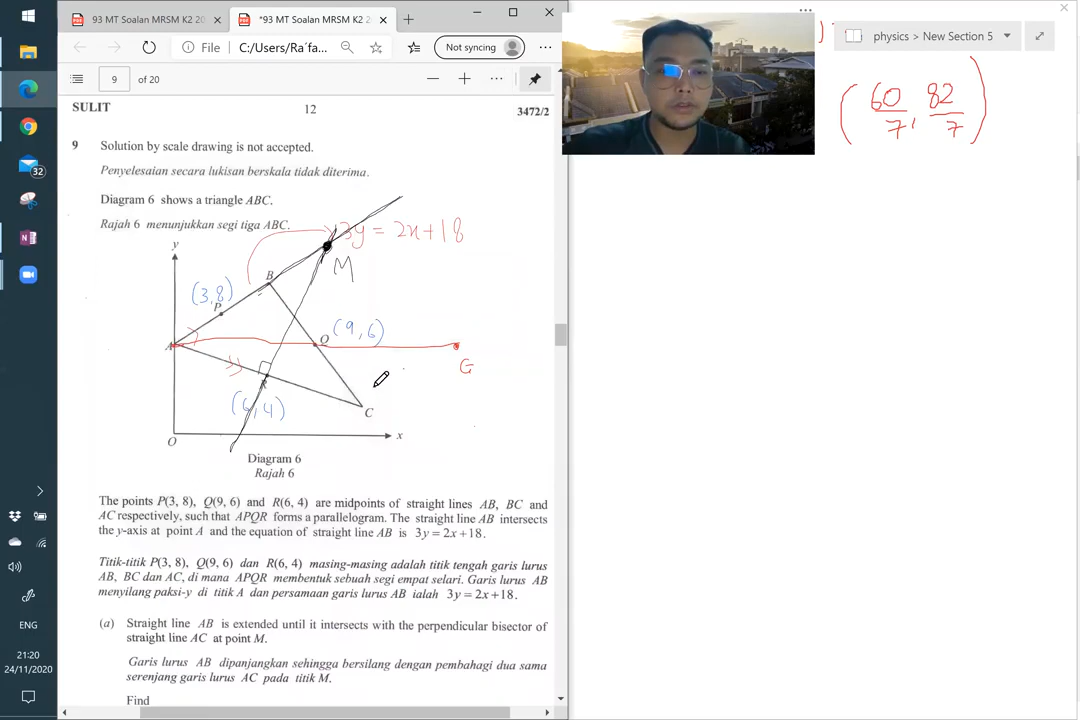 93 MT Soalan MRSM K2 20
*93 MT Soalan MRSM K2 2
File
C:/Users/Ra´fa...
Not syncing
physics > New Section 5
9
of 20
(60/7, 82/7)
SULIT
12
3472/2
9 Solution by scale drawing is not accepted.
Penyelesaian secara lukisan berskala tidak diterima.
Diagram 6 shows a triangle ABC.
Rajah 6 menunjukkan segi tiga ABC.
3y = 2x+18
y
M
B
(3,8)
P
(9,6)
A
Q
G
R
(6,4)
C
O
x
Diagram 6
Rajah 6
The points P(3, 8), Q(9, 6) and R(6, 4) are midpoints of straight lines AB, BC and
AC respectively, such that APQR forms a parallelogram. The straight line AB intersects
the y-axis at point A and the equation of straight line AB is 3y = 2x+18.
Titik-titik P(3, 8), Q(9, 6) dan R(6, 4) masing-masing adalah titik tengah garis lurus
AB, BC dan AC, di mana APQR membentuk sebuah segi empat selari. Garis lurus AB
menyilang paksi-y di titik A dan persamaan garis lurus AB ialah 3y = 2x+18.
(a) Straight line AB is extended until it intersects with the perpendicular bisector of
straight line AC at point M.
Garis lurus AB dipanjangkan sehingga bersilang dengan pembahagi dua sama
serenjang garis lurus AC pada titik M.
Find
32
ENG
21:20
24/11/2020